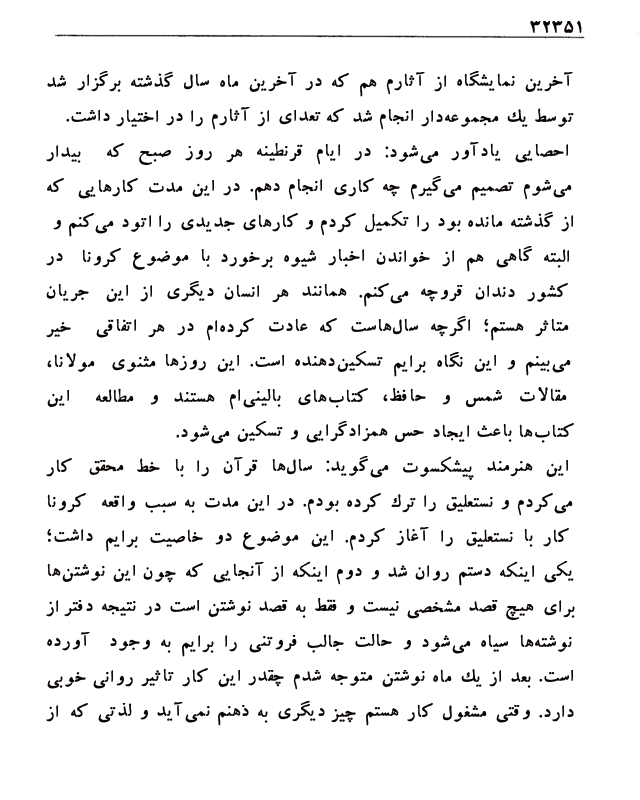 ۳۲۳۵۱
آخرین نمایشگاه از آثارم هم که در آخرین ماه سال گذشته برگزار شد
توسط یك مجموعه‌دار انجام شد که تعدای از آثارم را در اختیار داشت.
احصایی یادآور می‌شود: در ایام قرنطینه هر روز صبح که بیدار
می‌شوم تصمیم می‌گیرم چه کاری انجام دهم. در این مدت کارهایی که
از گذشته مانده بود را تکمیل کردم و کارهای جدیدی را اتود می‌کنم و
البته گاهی هم از خواندن اخبار شیوه برخورد با موضوع کرونا در
کشور دندان قروچه می‌کنم. همانند هر انسان دیگری از این جریان
متاثر هستم؛ اگرچه سال‌هاست که عادت کرده‌ام در هر اتفاقی خیر
می‌بینم و این نگاه برایم تسکین‌دهنده است. این روزها مثنوی مولانا،
مقالات شمس و حافظ، کتاب‌های بالینی‌ام هستند و مطالعه این
کتاب‌ها باعث ایجاد حس همزادگرایی و تسکین می‌شود.
این هنرمند پیشکسوت می‌گوید: سال‌ها قرآن را با خط محقق کار
می‌کردم و نستعلیق را ترك کرده بودم. در این مدت به سبب واقعه کرونا
کار با نستعلیق را آغاز کردم. این موضوع دو خاصیت برایم داشت؛
یکی اینکه دستم روان شد و دوم اینکه از آنجایی که چون این نوشتن‌ها
برای هیچ قصد مشخصی نیست و فقط به قصد نوشتن است در نتیجه دفتر از
نوشته‌ها سیاه می‌شود و حالت جالب فروتنی را برایم به وجود آورده
است. بعد از یك ماه نوشتن متوجه شدم چقدر این کار تاثیر روانی خوبی
دارد. وقتی مشغول کار هستم چیز دیگری به ذهنم نمی‌آید و لذتی که از